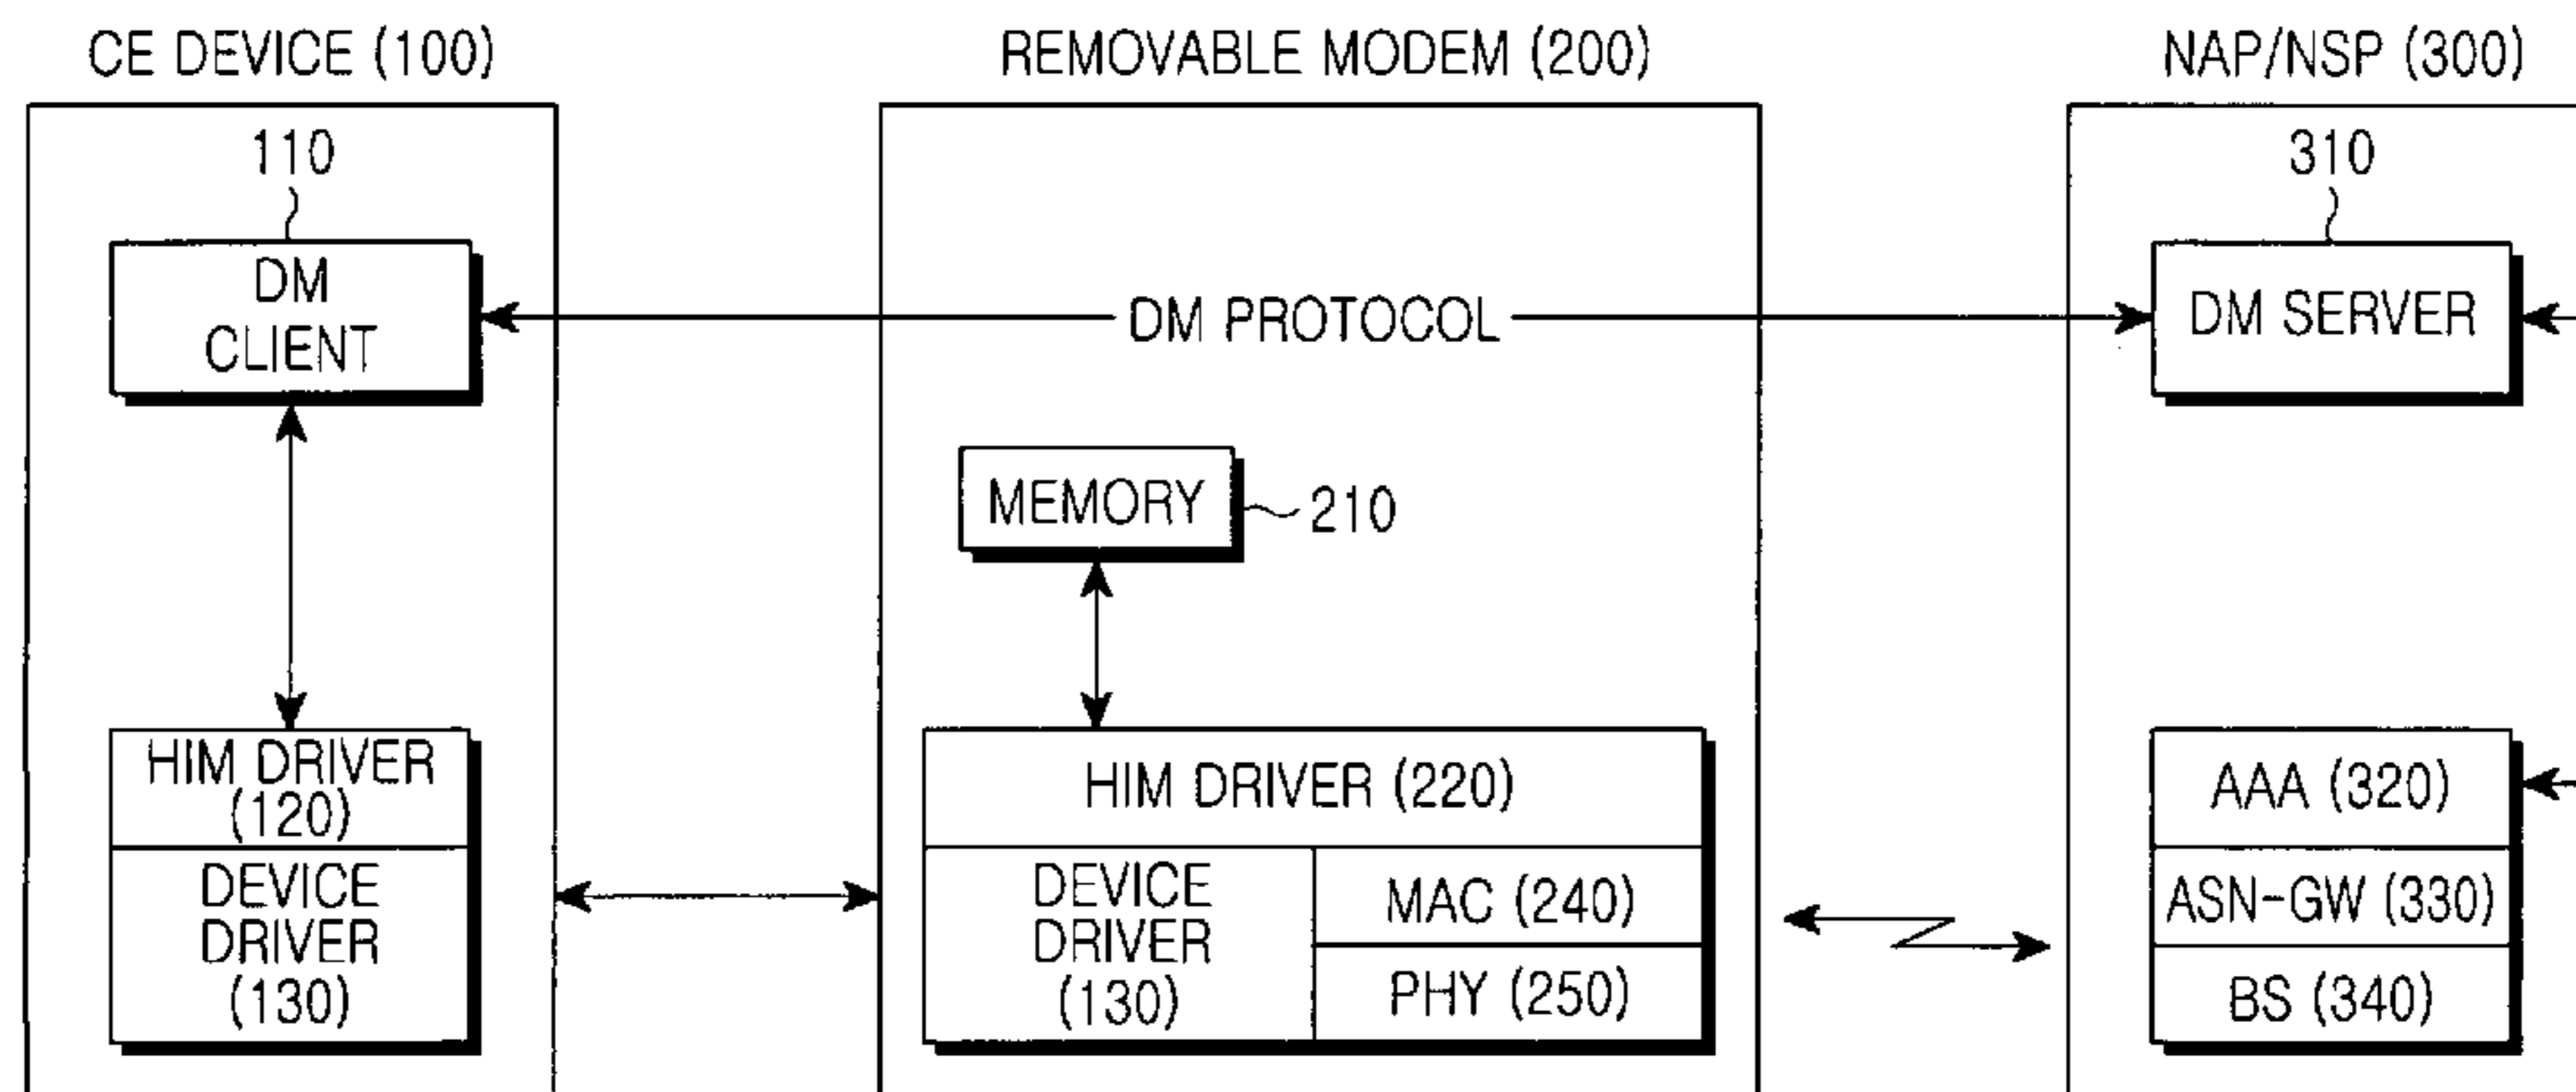 CE DEVICE (100)
REMOVABLE MODEM (200)
NAP/NSP (300)
110
310
DM
CLIENT
DM PROTOCOL
DM SERVER
MEMORY
210
HIM DRIVER
(120)
DEVICE
DRIVER
(130)
HIM DRIVER (220)
DEVICE
DRIVER
(130)
MAC (240)
PHY (250)
AAA (320)
ASN-GW (330)
BS (340)